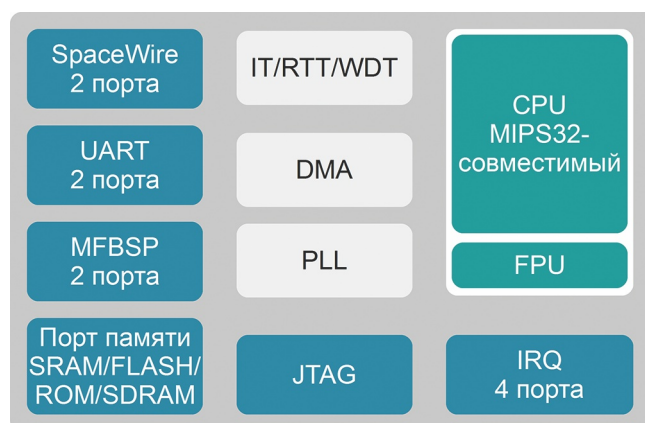 SpaceWire
2 порта
UART
2 порта
MFBSP
2 порта
Порт памяти
SRAM/FLASH/
ROM/SDRAM
IT/RTT/WDT
DMA
PLL
JTAG
CPU
MIPS32-
совместимый
FPU
IRQ
4 порта